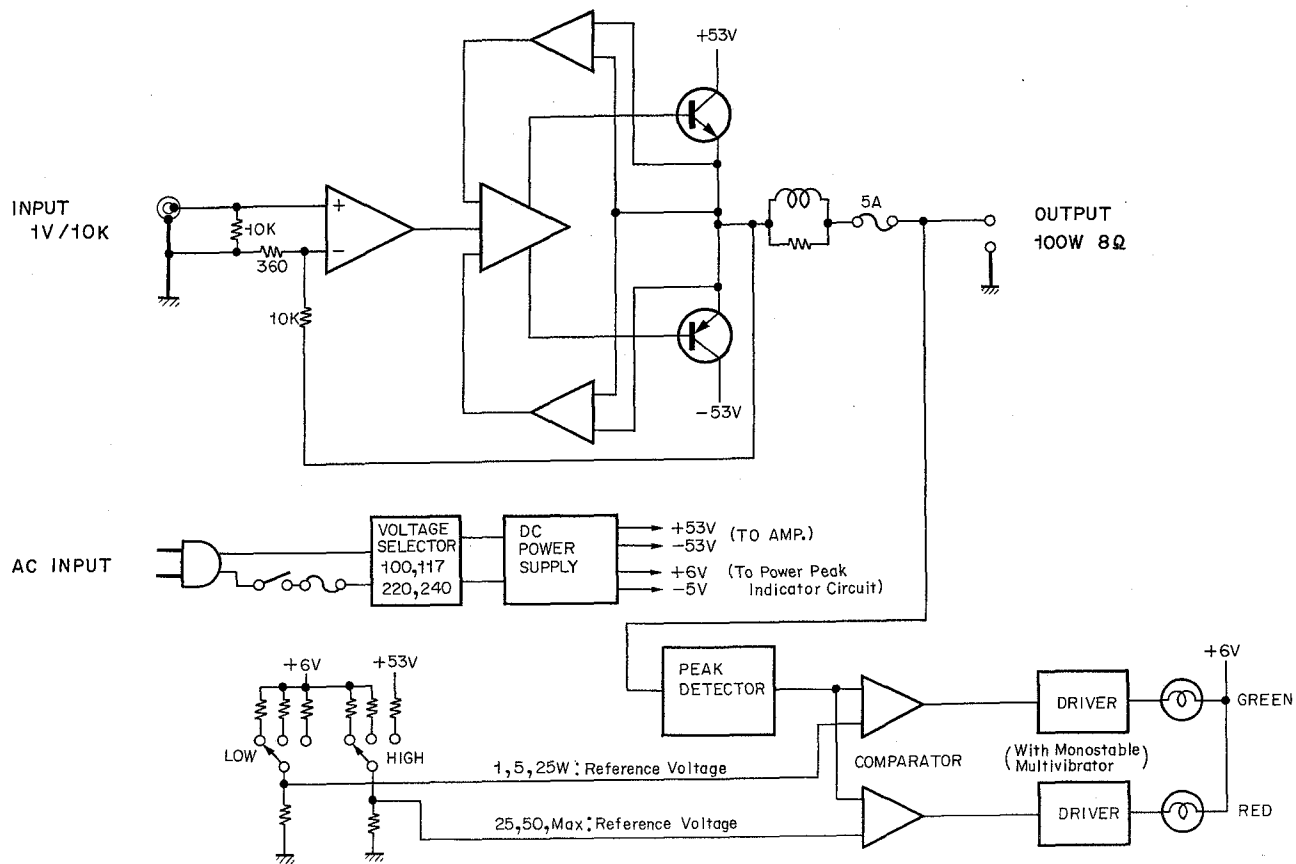 +53V
INPUT
1V/10K
+
10K
−
360
10K
5A
OUTPUT
100W 8Ω
−53V
AC INPUT
VOLTAGE
SELECTOR
100,117
220,240
DC
POWER
SUPPLY
+53V
−53V
(TO AMP.)
+6V
−5V
(To Power Peak
Indicator Circuit)
+6V
+53V
LOW
HIGH
PEAK
DETECTOR
1,5,25W: Reference Voltage
25,50,Max: Reference Voltage
COMPARATOR
DRIVER
(With Monostable
Multivibrator)
DRIVER
+6V
GREEN
RED